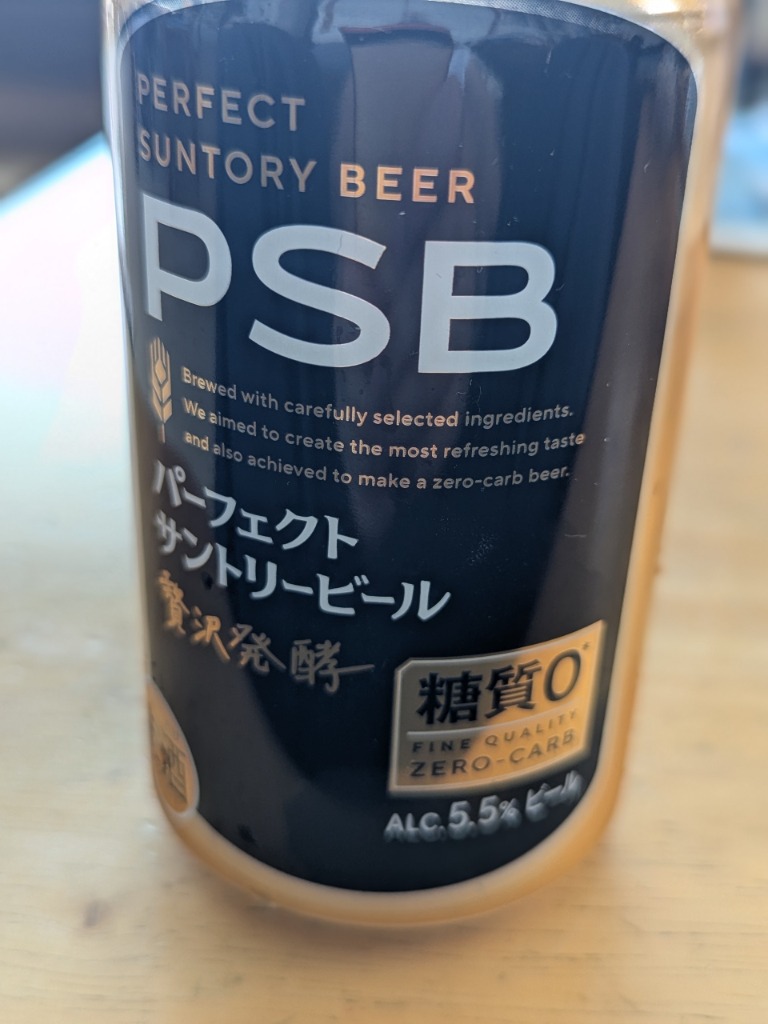 PERFECT
SUNTORY BEER
PSB
Brewed with carefully selected ingredients.
We aimed to create the most refreshing taste
and also achieved to make a zero-carb beer.
パーフェクト
サントリービール
贅沢発酵
糖質0*
FINE QUALITY
ZERO-CARB
ALC.5.5% ビール